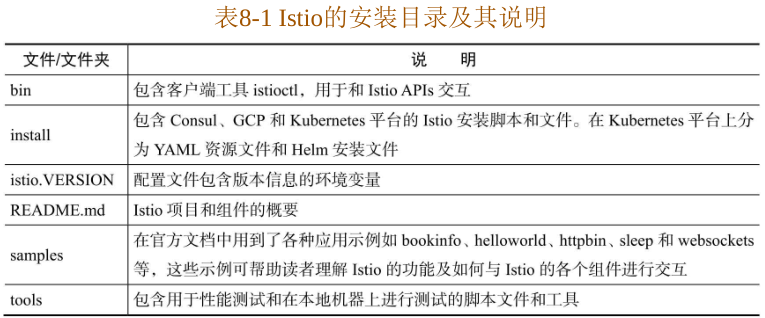 表8-1 Istio的安装目录及其说明
文件/文件夹 说 明
bin 包含客户端工具 istioctl，用于和 Istio APIs 交互
install 包含 Consul、GCP 和 Kubernetes 平台的 Istio 安装脚本和文件。在 Kubernetes 平台上分
为 YAML 资源文件和 Helm 安装文件
istio.VERSION 配置文件包含版本信息的环境变量
README.md Istio 项目和组件的概要
samples 在官方文档中用到了各种应用示例如 bookinfo、helloworld、httpbin、sleep 和 websockets
等，这些示例可帮助读者理解 Istio 的功能及如何与 Istio 的各个组件进行交互
tools 包含用于性能测试和在本地机器上进行测试的脚本文件和工具